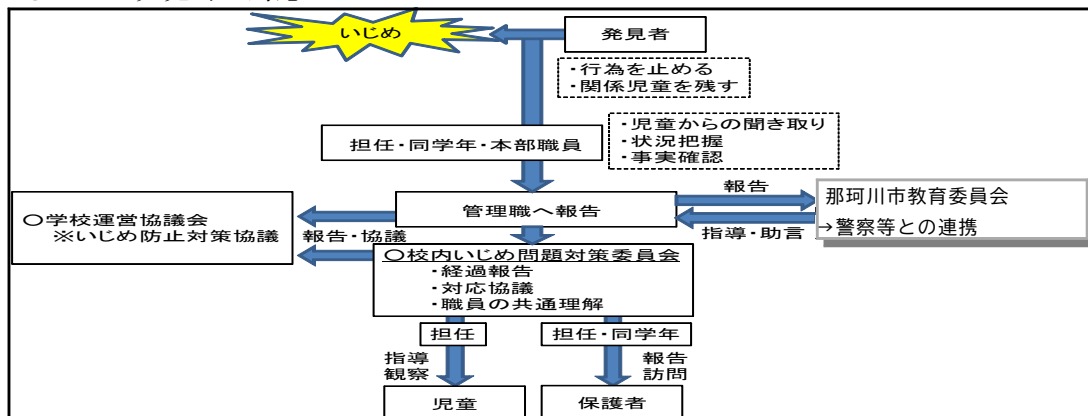 いじめ
発見者
・行為を止める
・関係児童を残す
担任・同学年・本部職員
・児童からの聞き取り
・状況把握
・事実確認
管理職へ報告
報告
指導・助言
那珂川市教育委員会
→警察等との連携
〇学校運営協議会
※いじめ防止対策協議
報告・協議
〇校内いじめ問題対策委員会
・経過報告
・対応協議
・職員の共通理解
担任
担任・同学年
指導
観察
報告
訪問
児童
保護者